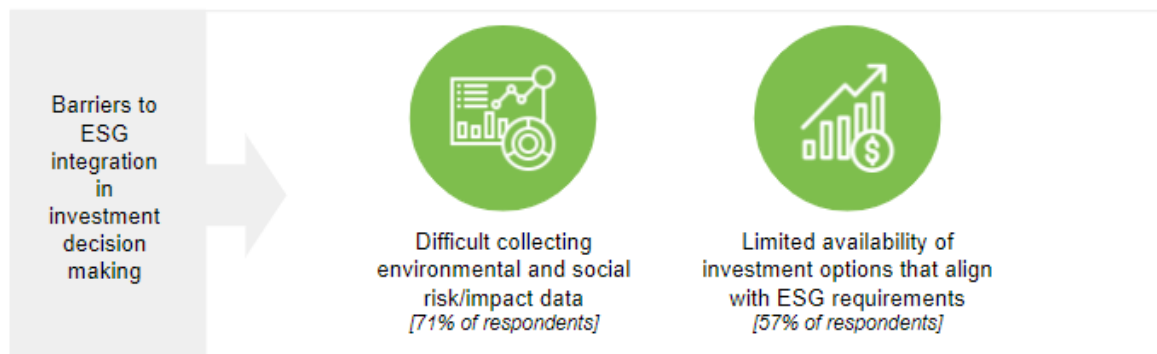 Barriers to
ESG
integration
in
investment
decision
making
$
Difficult collecting
environmental and social
risk/impact data
[71% of respondents]
Limited availability of
investment options that align
with ESG requirements
[57% of respondents]